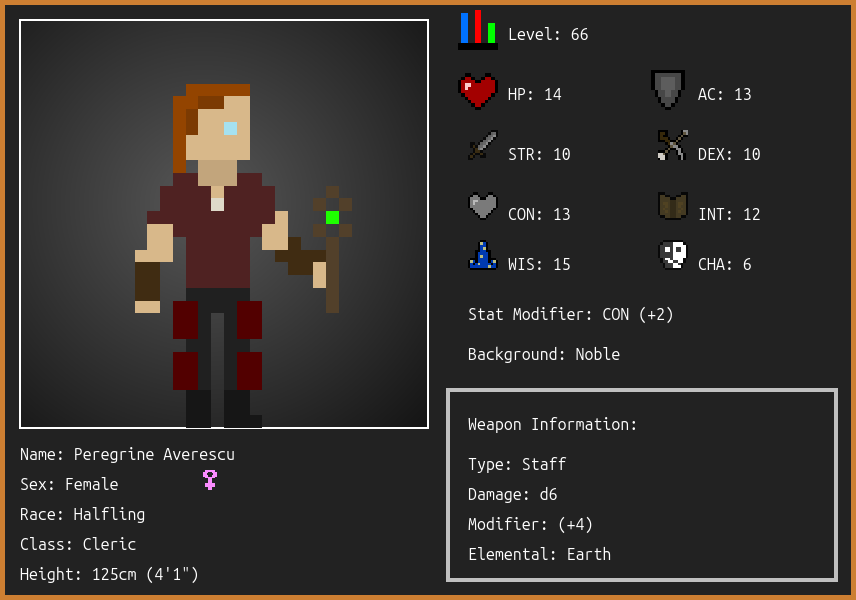 Level: 66
HP: 14
AC: 13
STR: 10
DEX: 10
CON: 13
INT: 12
WIS: 15
CHA: 6
Stat Modifier: CON (+2)
Background: Noble
Weapon Information:
Type: Staff
Damage: d6
Modifier: (+4)
Elemental: Earth
Name: Peregrine Averescu
Sex: Female
Race: Halfling
Class: Cleric
Height: 125cm (4'1")